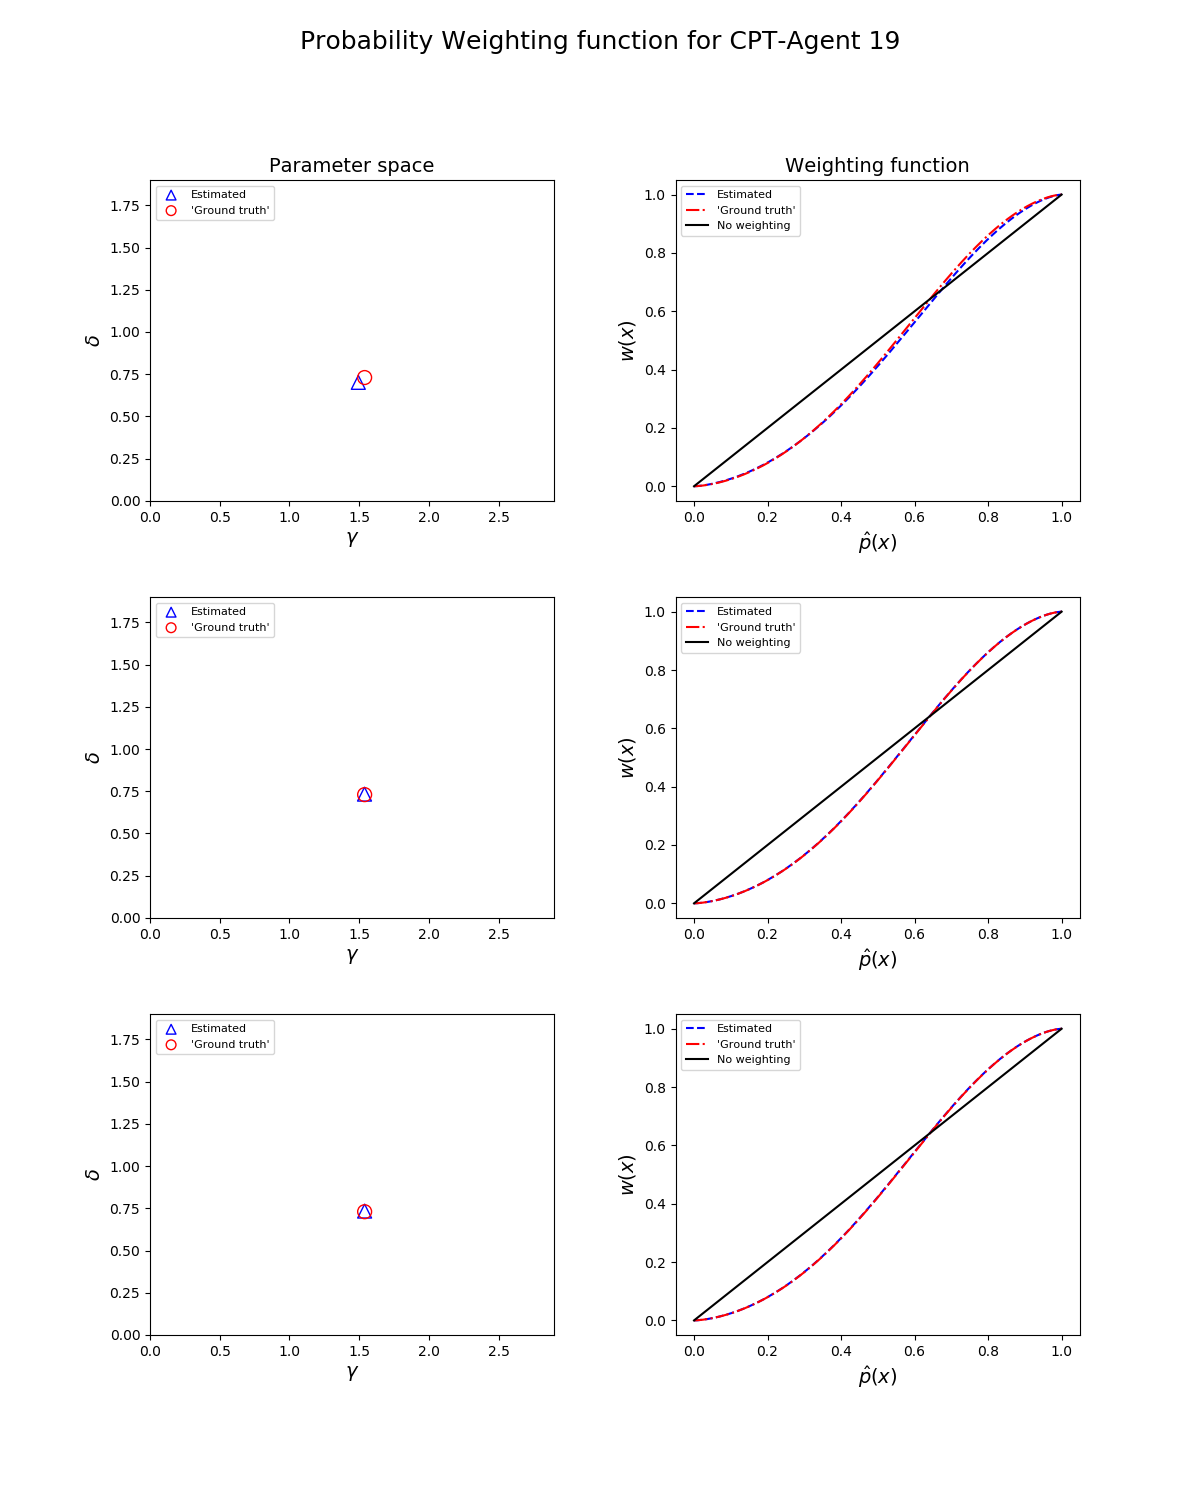 Probability Weighting function for CPT-Agent 19
Parameter space
Estimated
'Ground truth'
1.75
1.50
1.25
1.00
0.75
0.50
0.25
0.00
δ
0.0 0.5 1.0 1.5 2.0 2.5
γ
Weighting function
Estimated
'Ground truth'
No weighting
1.0
0.8
0.6
0.4
0.2
0.0
w(x)
0.0 0.2 0.4 0.6 0.8 1.0
p̂(x)
Estimated
'Ground truth'
1.75
1.50
1.25
1.00
0.75
0.50
0.25
0.00
δ
0.0 0.5 1.0 1.5 2.0 2.5
γ
Estimated
'Ground truth'
No weighting
1.0
0.8
0.6
0.4
0.2
0.0
w(x)
0.0 0.2 0.4 0.6 0.8 1.0
p̂(x)
Estimated
'Ground truth'
1.75
1.50
1.25
1.00
0.75
0.50
0.25
0.00
δ
0.0 0.5 1.0 1.5 2.0 2.5
γ
Estimated
'Ground truth'
No weighting
1.0
0.8
0.6
0.4
0.2
0.0
w(x)
0.0 0.2 0.4 0.6 0.8 1.0
p̂(x)